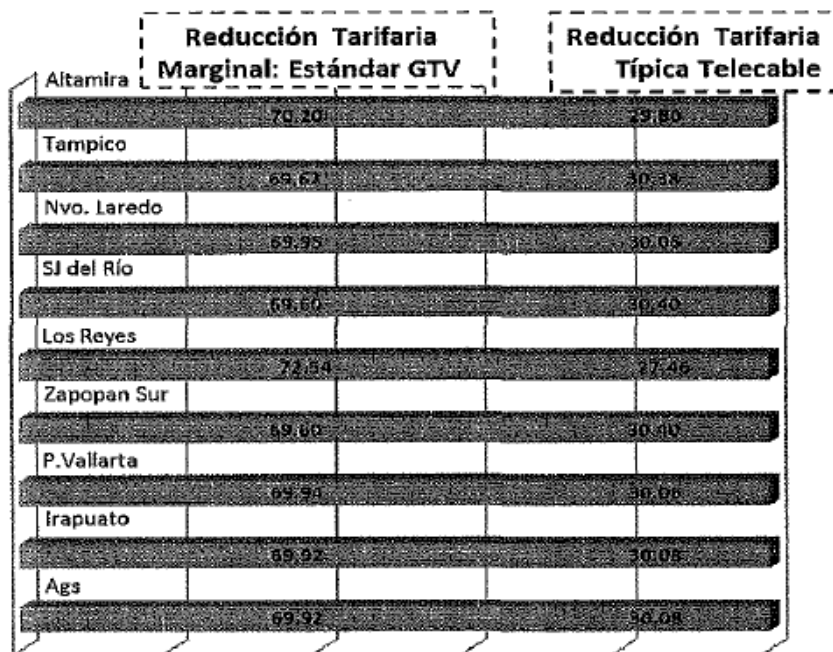 Reducción Tarifaria
Marginal: Estándar GTV
Reducción Tarifaria
Típica Telecable
Altamira
70.20 29.80
Tampico
69.62 30.38
Nvo. Laredo
69.95 30.05
SJ del Río
69.60 30.40
Los Reyes
72.54 27.46
Zapopan Sur
69.60 30.40
P.Vallarta
69.94 30.06
Irapuato
69.92 30.08
Ags
69.92 30.08